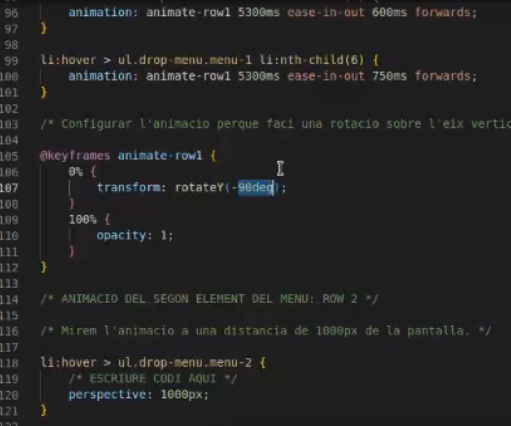 96 animation: animate-row1 5300ms ease-in-out 600ms forwards;
97 }
98
99 li:hover > ul.drop-menu.menu-1 li:nth-child(6) {
100 animation: animate-row1 5300ms ease-in-out 750ms forwards;
101 }
102
103 /* Configurar l'animacio perque faci una rotacio sobre l'eix vertic
104
105 @keyframes animate-row1 {
106 0% {
107 transform: rotateY(-90deg);
108 }
109 100% {
110 opacity: 1;
111 }
112 }
113
114 /* ANIMACIO DEL SEGON ELEMENT DEL MENU: ROW 2 */
115
116 /* Mirem l'animacio a una distancia de 1000px de la pantalla. */
117
118 li:hover > ul.drop-menu.menu-2 {
119 /* ESCRIURE CODI AQUI */
120 perspective: 1000px;
121 }